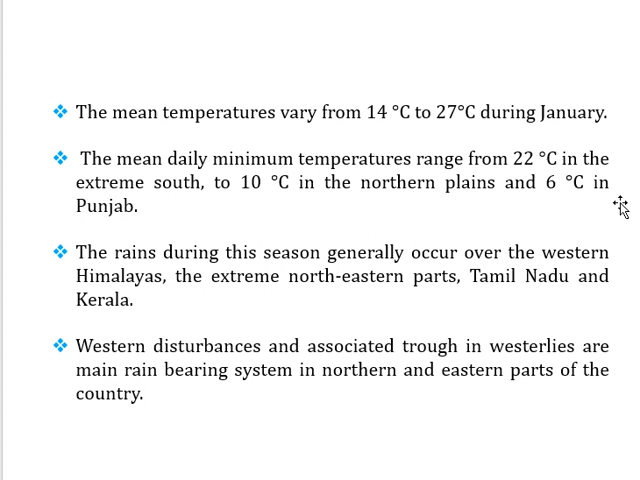 The mean temperatures vary from 14 °C to 27°C during January.
The mean daily minimum temperatures range from 22 °C in the
extreme south, to 10 °C in the northern plains and 6 °C in
Punjab.
The rains during this season generally occur over the western
Himalayas, the extreme north-eastern parts, Tamil Nadu and
Kerala.
Western disturbances and associated trough in westerlies are
main rain bearing system in northern and eastern parts of the
country.